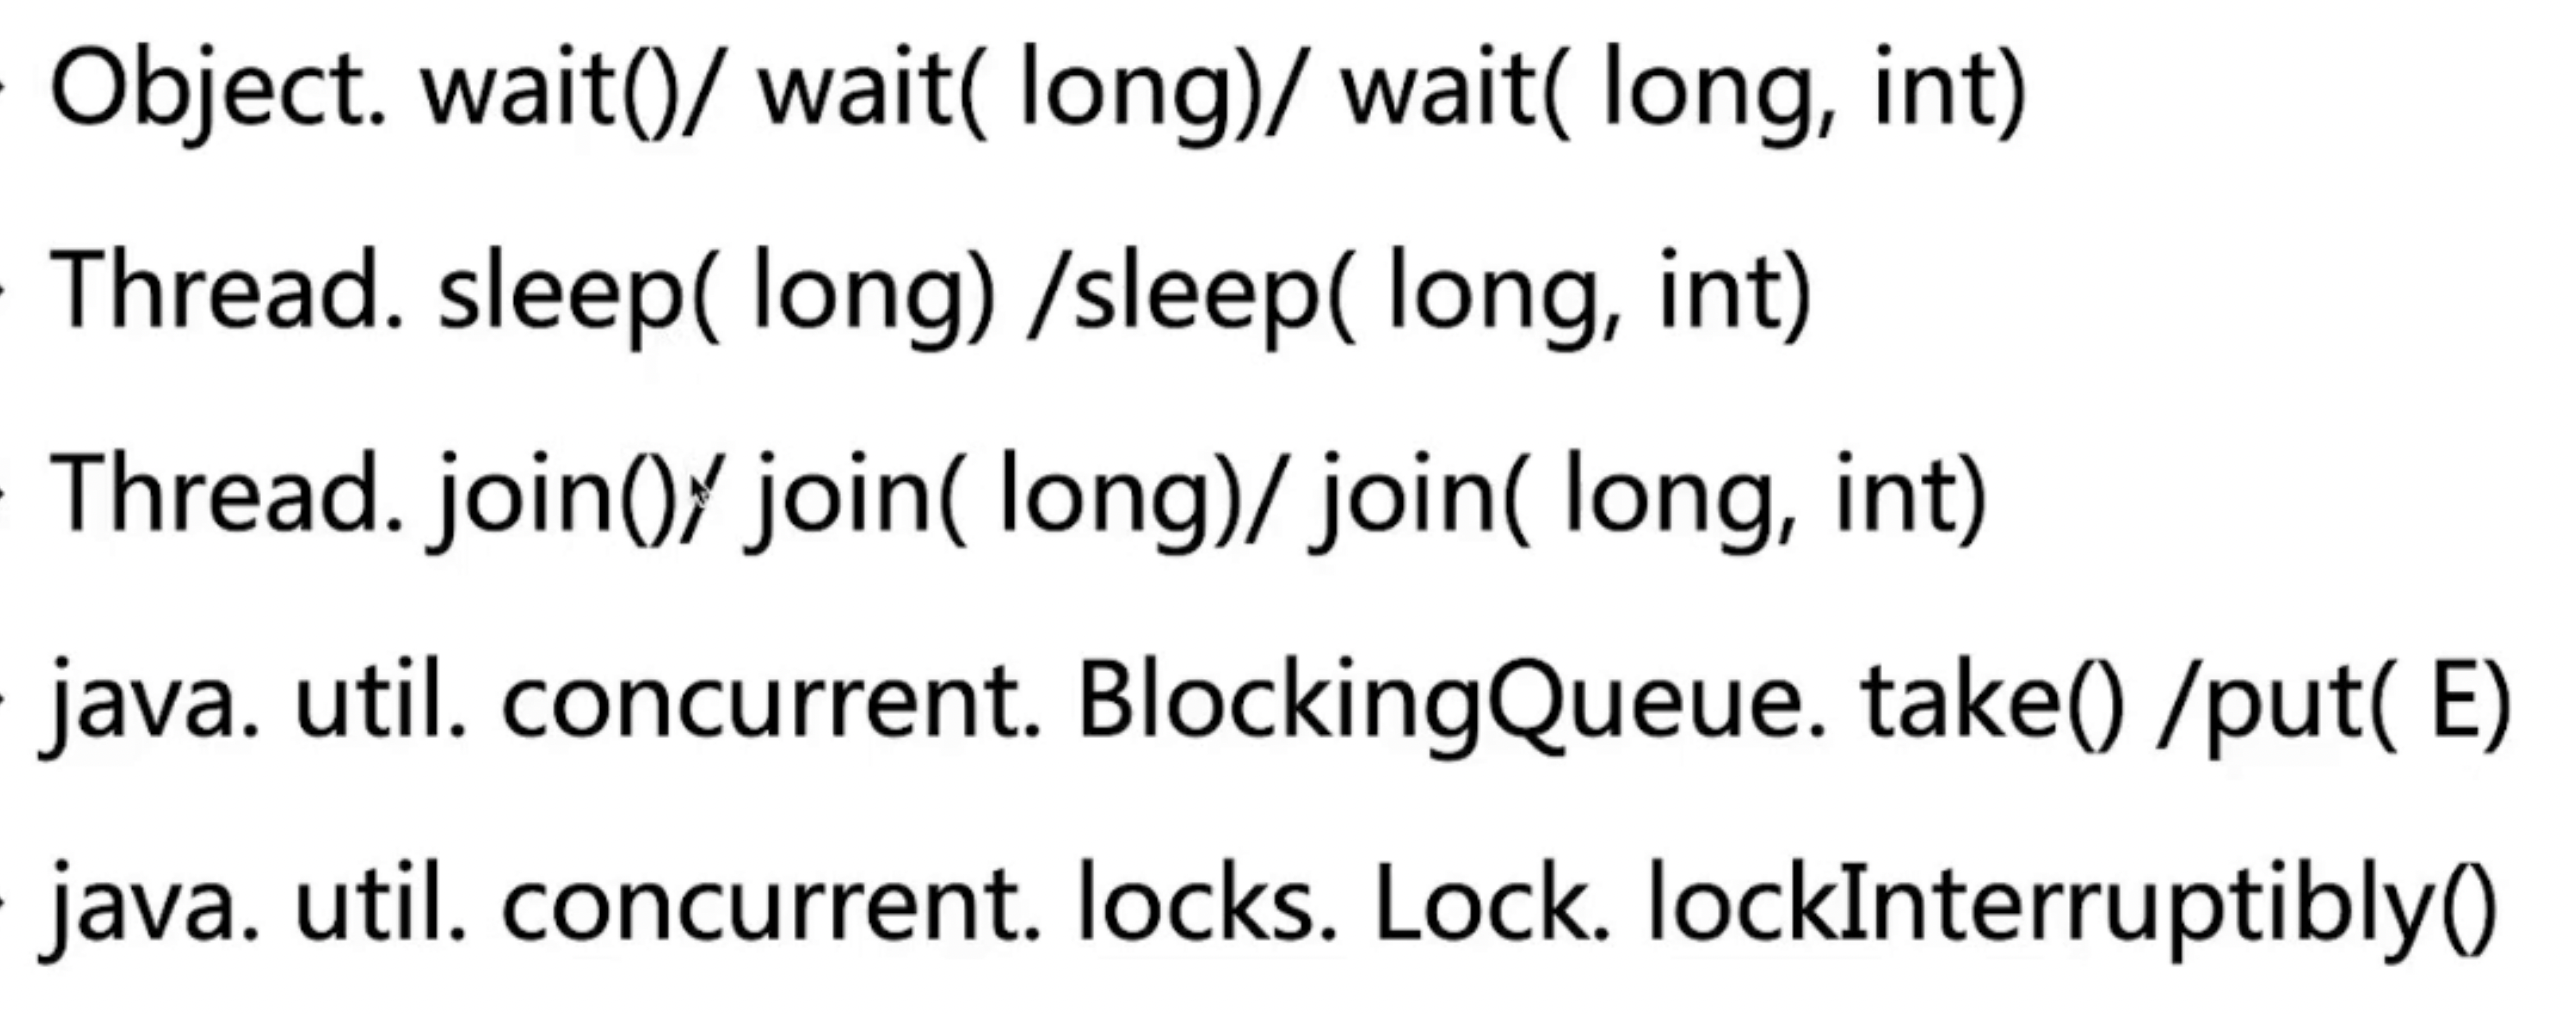 Object. wait()/ wait( long)/ wait( long, int)
Thread. sleep( long) /sleep( long, int)
Thread. join()/ join( long)/ join( long, int)
java. util. concurrent. BlockingQueue. take() /put( E)
java. util. concurrent. locks. Lock. lockInterruptibly()